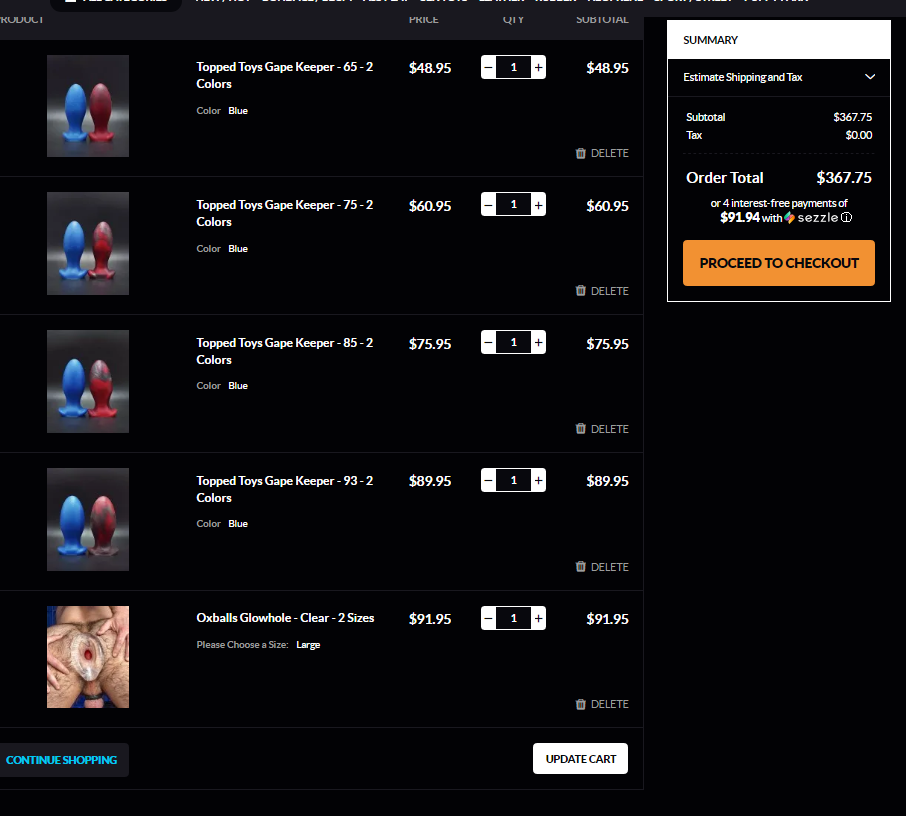 PRICE
QTY
SUBTOTAL
Topped Toys Gape Keeper - 65 - 2
Colors
Color Blue
$48.95
− 1 +
$48.95
DELETE
Topped Toys Gape Keeper - 75 - 2
Colors
Color Blue
$60.95
− 1 +
$60.95
DELETE
Topped Toys Gape Keeper - 85 - 2
Colors
Color Blue
$75.95
− 1 +
$75.95
DELETE
Topped Toys Gape Keeper - 93 - 2
Colors
Color Blue
$89.95
− 1 +
$89.95
DELETE
Oxballs Glowhole - Clear - 2 Sizes
Please Choose a Size: Large
$91.95
− 1 +
$91.95
DELETE
CONTINUE SHOPPING
UPDATE CART
SUMMARY
Estimate Shipping and Tax
Subtotal $367.75
Tax $0.00
Order Total $367.75
or 4 interest-free payments of
$91.94 with sezzle
PROCEED TO CHECKOUT